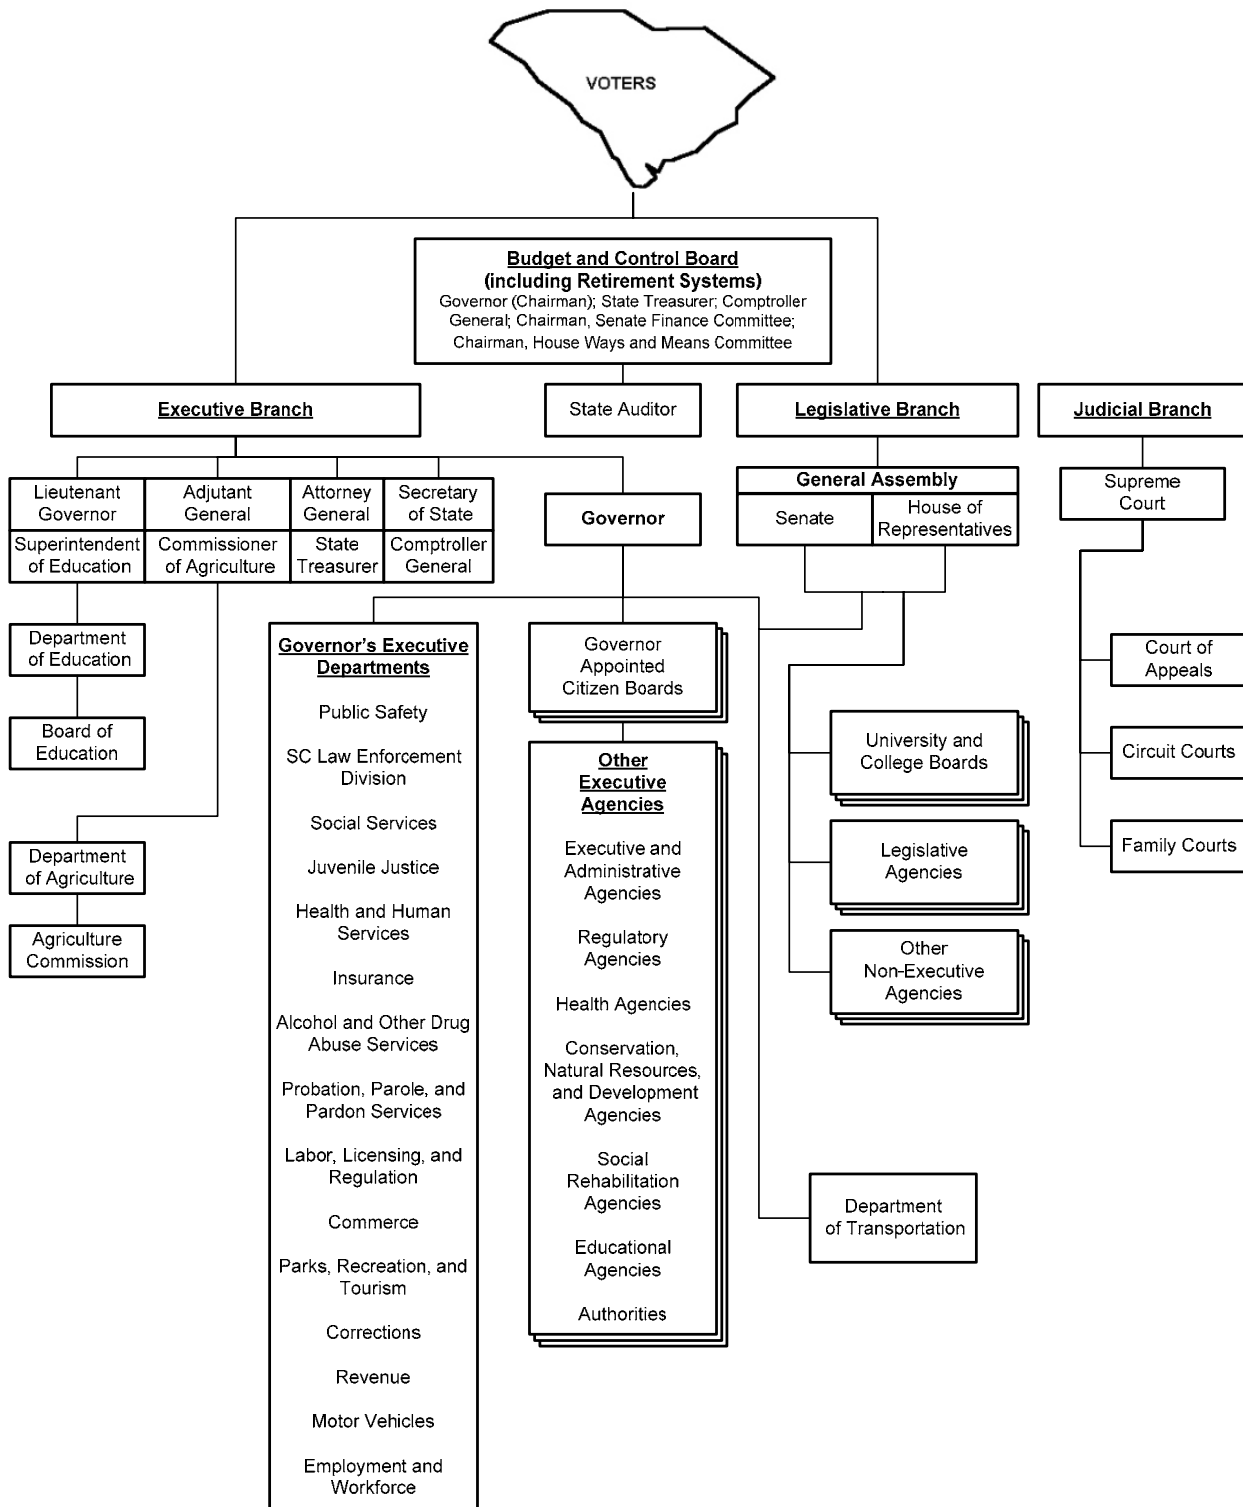 VOTERS
Budget and Control Board
(including Retirement Systems)
Governor (Chairman); State Treasurer; Comptroller
General; Chairman, Senate Finance Committee;
Chairman, House Ways and Means Committee
Executive Branch
State Auditor
Legislative Branch
Judicial Branch
Lieutenant
Governor
Adjutant
General
Attorney
General
Secretary
of State
Superintendent
of Education
Commissioner
of Agriculture
State
Treasurer
Comptroller
General
Governor
General Assembly
Senate
House of
Representatives
Supreme
Court
Department
of Education
Board of
Education
Department
of Agriculture
Agriculture
Commission
Governor's Executive
Departments
Public Safety
SC Law Enforcement
Division
Social Services
Juvenile Justice
Health and Human
Services
Insurance
Alcohol and Other Drug
Abuse Services
Probation, Parole, and
Pardon Services
Labor, Licensing, and
Regulation
Commerce
Parks, Recreation, and
Tourism
Corrections
Revenue
Motor Vehicles
Employment and
Workforce
Governor
Appointed
Citizen Boards
Other
Executive
Agencies
Executive and
Administrative
Agencies
Regulatory
Agencies
Health Agencies
Conservation,
Natural Resources,
and Development
Agencies
Social
Rehabilitation
Agencies
Educational
Agencies
Authorities
University and
College Boards
Legislative
Agencies
Other
Non-Executive
Agencies
Department
of Transportation
Court of
Appeals
Circuit Courts
Family Courts